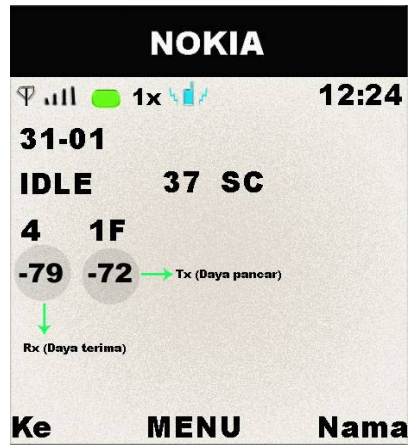 NOKIA
1x 12:24
31-01
IDLE 37 SC
4 1F
-79 -72 Tx (Daya pancar)
Rx (Daya terima)
Ke MENU Nama